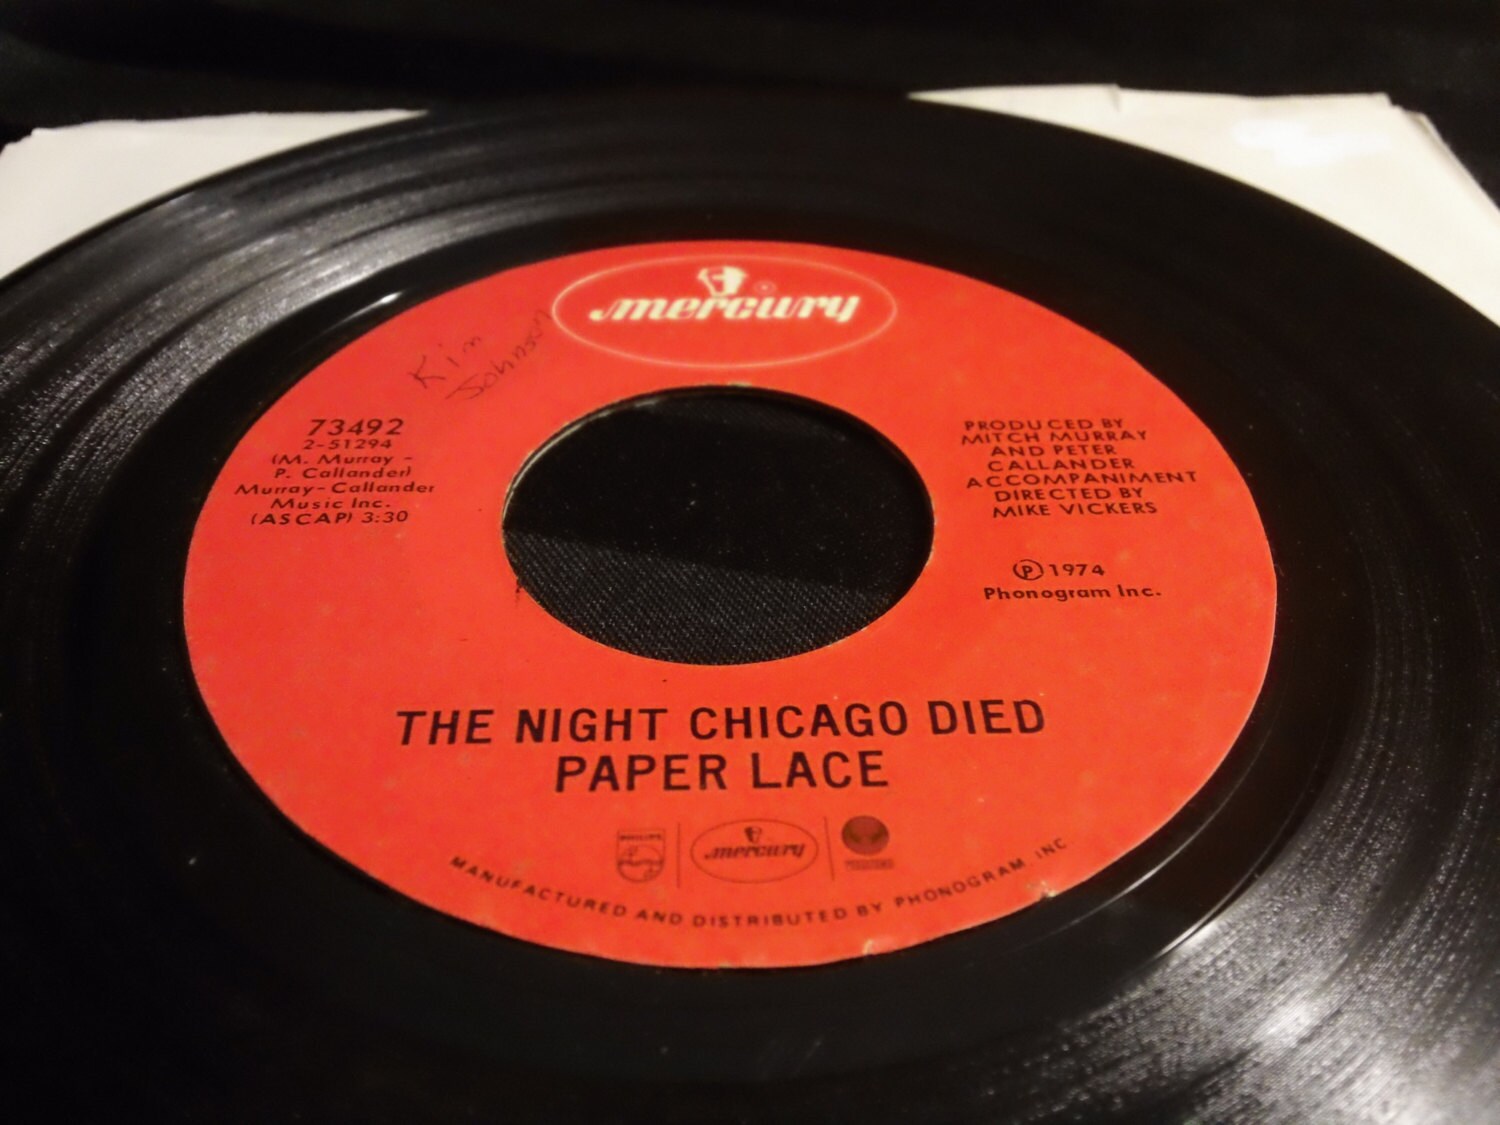 mercury
Kim
Johnson
73492
2-51294
(M. Murray -
P. Callander)
Murray-Callander
Music Inc.
(ASCAP) 3:30
PRODUCED BY
MITCH MURRAY
AND PETER
CALLANDER
ACCOMPANIMENT
DIRECTED BY
MIKE VICKERS
℗ 1974
Phonogram Inc.
THE NIGHT CHICAGO DIED
PAPER LACE
PHILIPS
mercury
MANUFACTURED AND DISTRIBUTED BY PHONOGRAM, INC